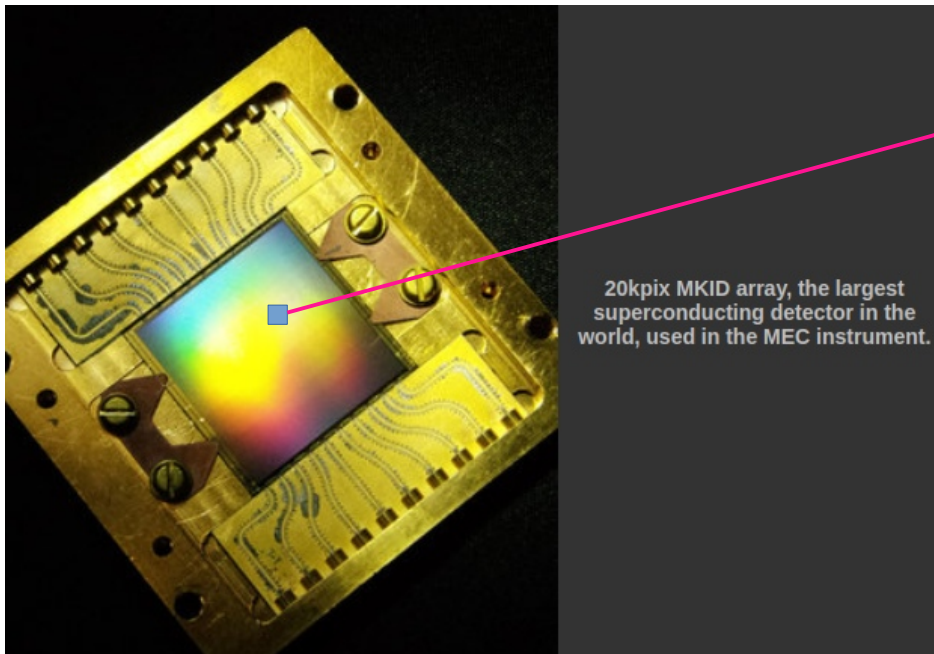 20kpix MKID array, the largest
superconducting detector in the
world, used in the MEC instrument.